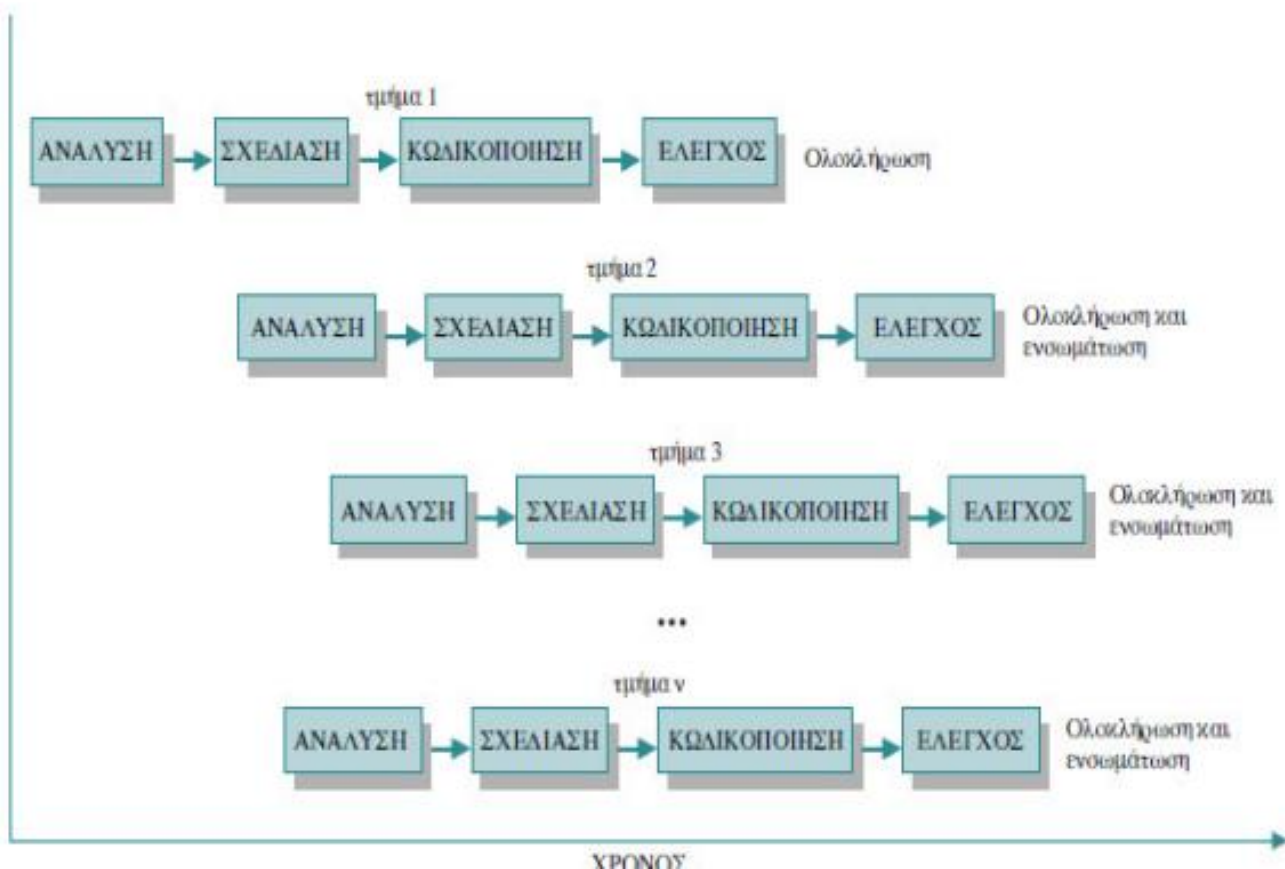 τμήμα 1
ΑΝΑΛΥΣΗ ΣΧΕΔΙΑΣΗ ΚΩΔΙΚΟΠΟΙΗΣΗ ΕΛΕΓΧΟΣ Ολοκλήρωση
τμήμα 2
ΑΝΑΛΥΣΗ ΣΧΕΔΙΑΣΗ ΚΩΔΙΚΟΠΟΙΗΣΗ ΕΛΕΓΧΟΣ Ολοκλήρωση και
ενσωμάτωση
τμήμα 3
ΑΝΑΛΥΣΗ ΣΧΕΔΙΑΣΗ ΚΩΔΙΚΟΠΟΙΗΣΗ ΕΛΕΓΧΟΣ Ολοκλήρωση και
ενσωμάτωση
...
τμήμα ν
ΑΝΑΛΥΣΗ ΣΧΕΔΙΑΣΗ ΚΩΔΙΚΟΠΟΙΗΣΗ ΕΛΕΓΧΟΣ Ολοκλήρωση και
ενσωμάτωση
ΧΡΟΝΟΣ